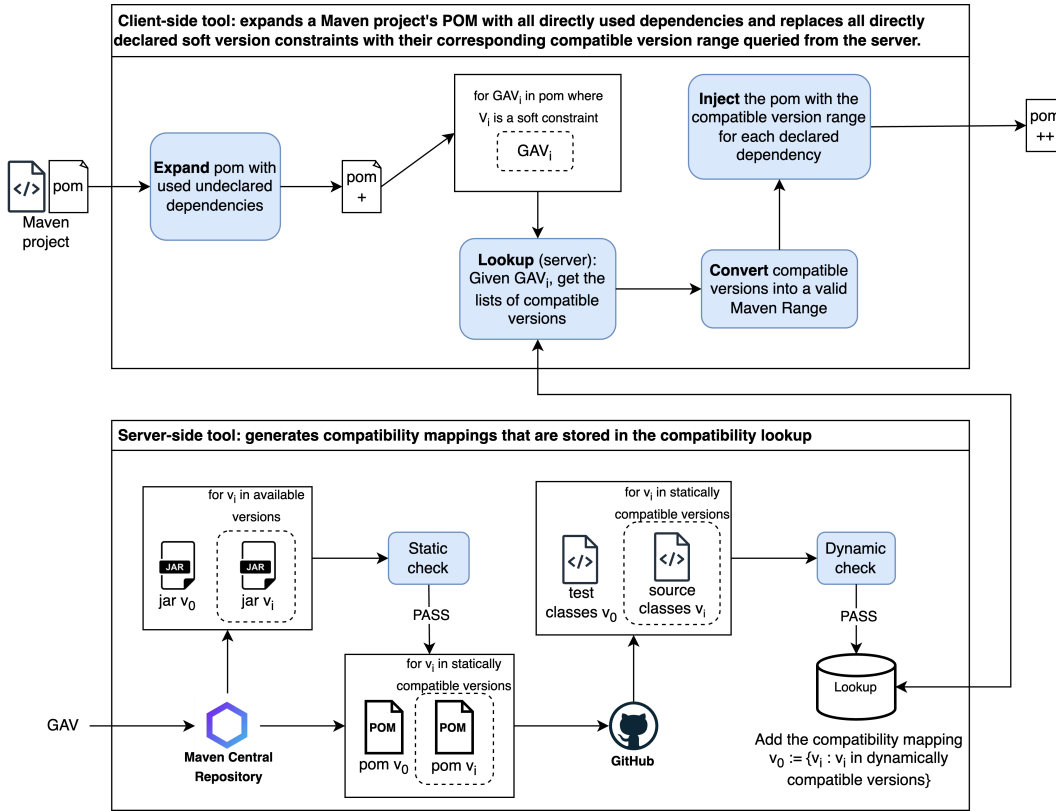 Client-side tool: expands a Maven project's POM with all directly used dependencies and replaces all directly
declared soft version constraints with their corresponding compatible version range queried from the server.
</>
pom
Maven
project
Expand pom with
used undeclared
dependencies
pom
+
for GAVi in pom where
Vi is a soft constraint
GAVi
Lookup (server):
Given GAVi, get the
lists of compatible
versions
Convert compatible
versions into a valid
Maven Range
Inject the pom with the
compatible version range
for each declared
dependency
pom
++
Server-side tool: generates compatibility mappings that are stored in the compatibility lookup
GAV
Maven Central
Repository
for vi in available
versions
JAR
jar v0
JAR
jar vi
Static
check
PASS
for vi in statically
compatible versions
POM
pom v0
POM
pom vi
GitHub
for vi in statically
compatible versions
</>
test
classes v0
</>
source
classes vi
Dynamic
check
PASS
Lookup
Add the compatibility mapping
v0 := {vi : vi in dynamically
compatible versions}